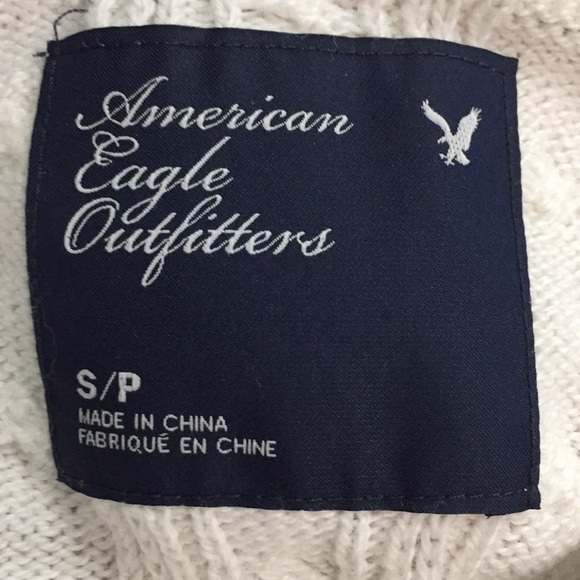 American
Eagle
Outfitters
S/P
MADE IN CHINA
FABRIQUÉ EN CHINE